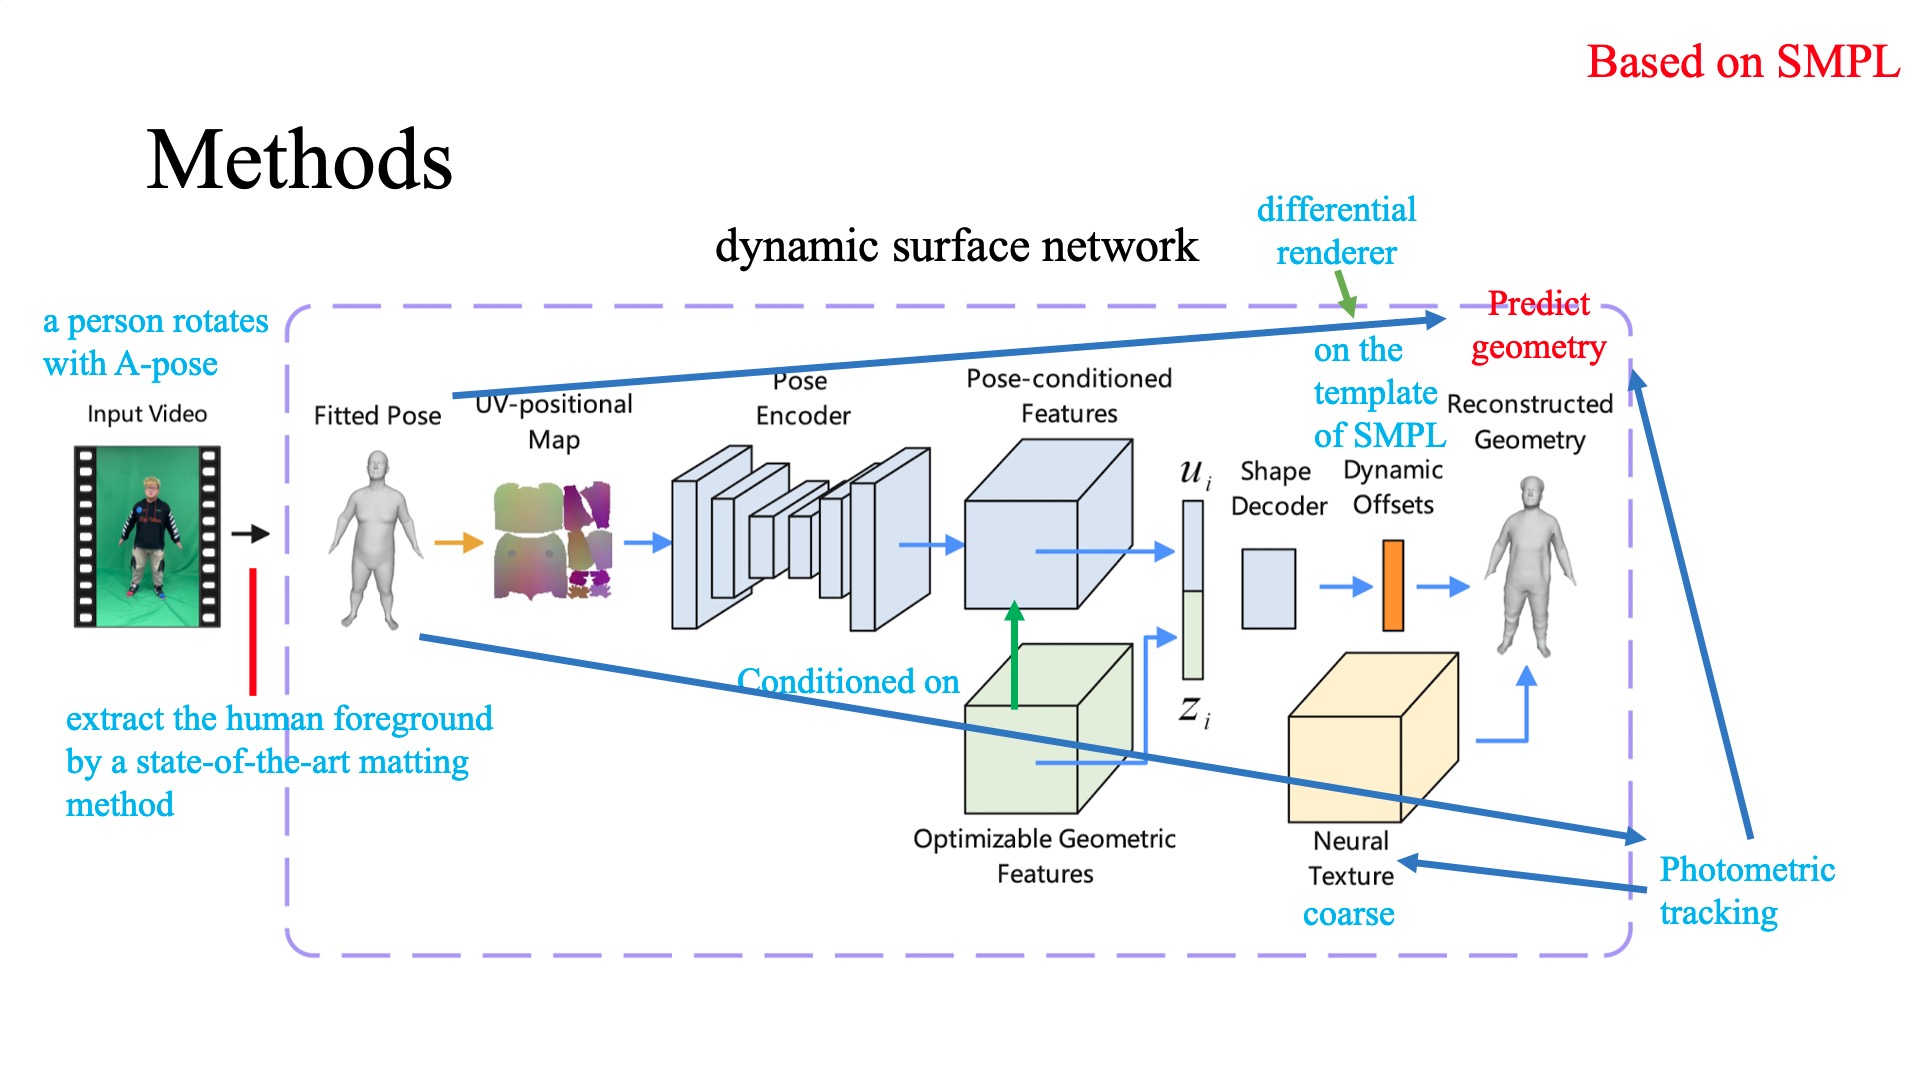 Based on SMPL
Methods
dynamic surface network
differential
renderer
a person rotates
with A-pose
Predict
geometry
on the
template
of SMPL
Input Video
Fitted Pose
UV-positional
Map
Pose
Encoder
Pose-conditioned
Features
u i
Shape
Decoder
Dynamic
Offsets
Reconstructed
Geometry
Conditioned on
z i
extract the human foreground
by a state-of-the-art matting
method
Optimizable Geometric
Features
Neural
Texture
coarse
Photometric
tracking